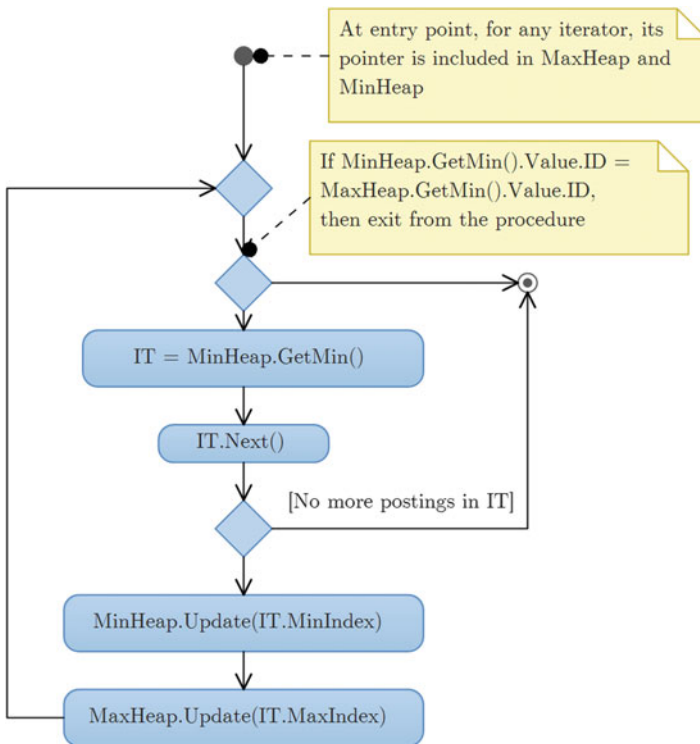 At entry point, for any iterator, its
pointer is included in MaxHeap and
MinHeap
If MinHeap.GetMin().Value.ID =
MaxHeap.GetMin().Value.ID,
then exit from the procedure
IT = MinHeap.GetMin()
IT.Next()
[No more postings in IT]
MinHeap.Update(IT.MinIndex)
MaxHeap.Update(IT.MaxIndex)